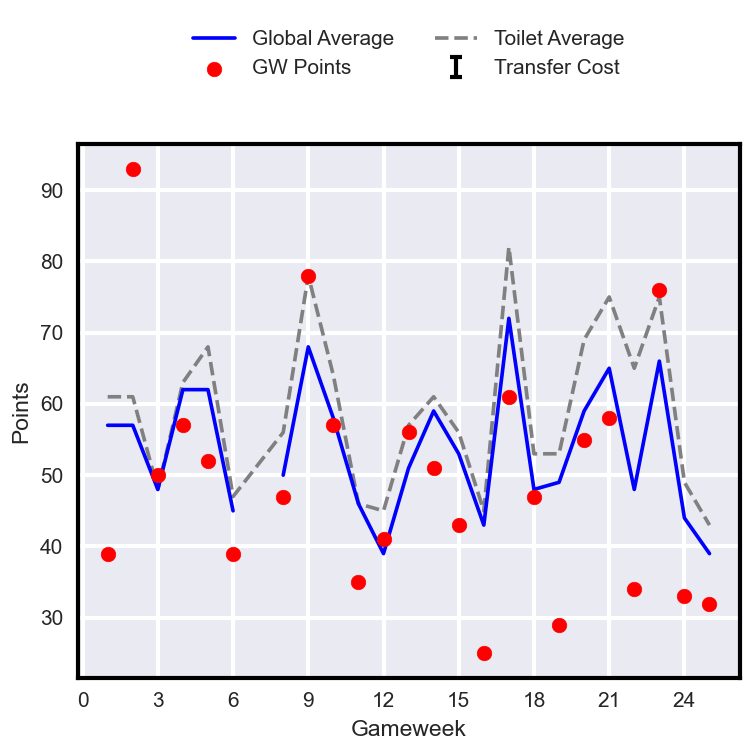 Global Average
Toilet Average
GW Points
Transfer Cost
90
80
70
60
50
40
30
Points
0 3 6 9 12 15 18 21 24
Gameweek